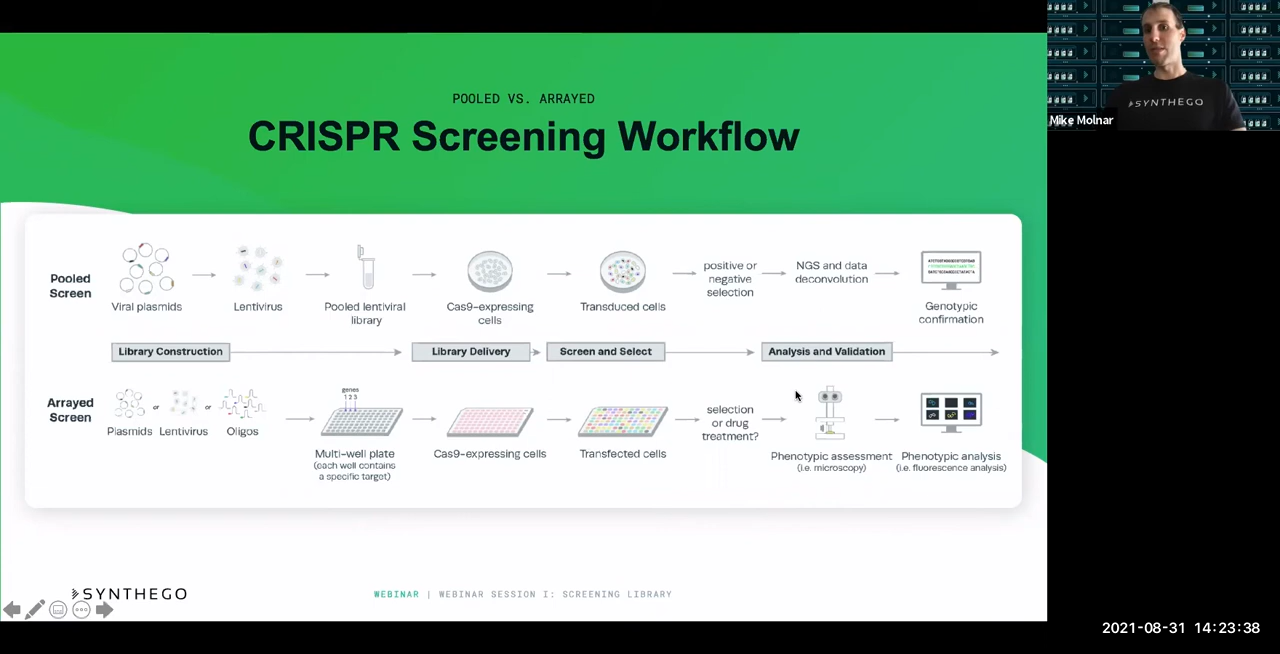 POOLED VS. ARRAYED
CRISPR Screening Workflow
SYNTHEGO
Mike Molnar
Pooled
Screen
Viral plasmids
Lentivirus
Pooled lentiviral
library
Cas9-expressing
cells
Transduced cells
positive or
negative
selection
NGS and data
deconvolution
Genotypic
confirmation
Library Construction
Library Delivery
Screen and Select
Analysis and Validation
Arrayed
Screen
or
or
Plasmids
Lentivirus
Oligos
genes
1 2 3
Multi-well plate
(each well contains
a specific target)
Cas9-expressing cells
Transfected cells
selection
or drug
treatment?
Phenotypic assessment
(i.e. microscopy)
Phenotypic analysis
(i.e. fluorescence analysis)
SYNTHEGO
WEBINAR | WEBINAR SESSION I: SCREENING LIBRARY
2021-08-31 14:23:38